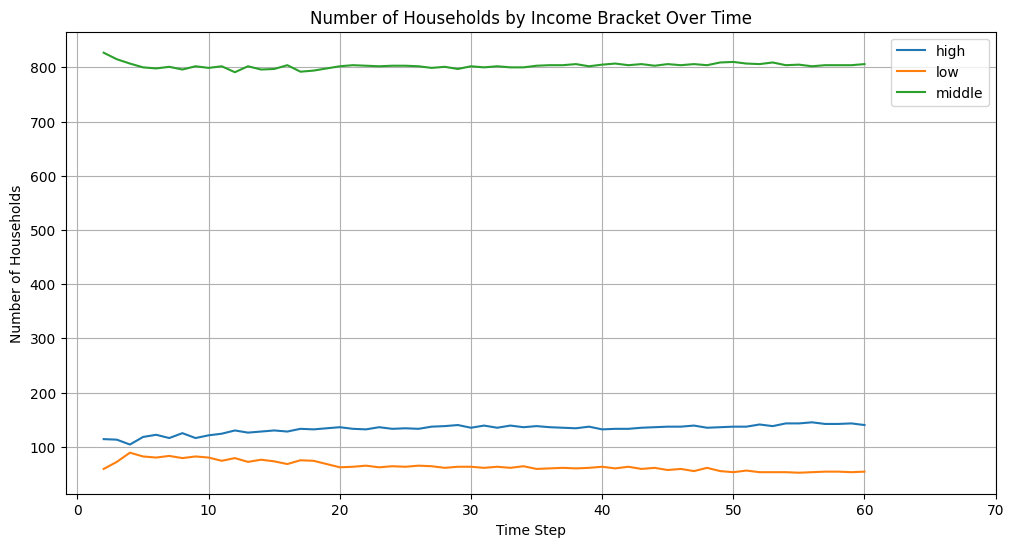 Number of Households by Income Bracket Over Time
high
low
middle
Number of Households
800
700
600
500
400
300
200
100
0 10 20 30 40 50 60 70
Time Step